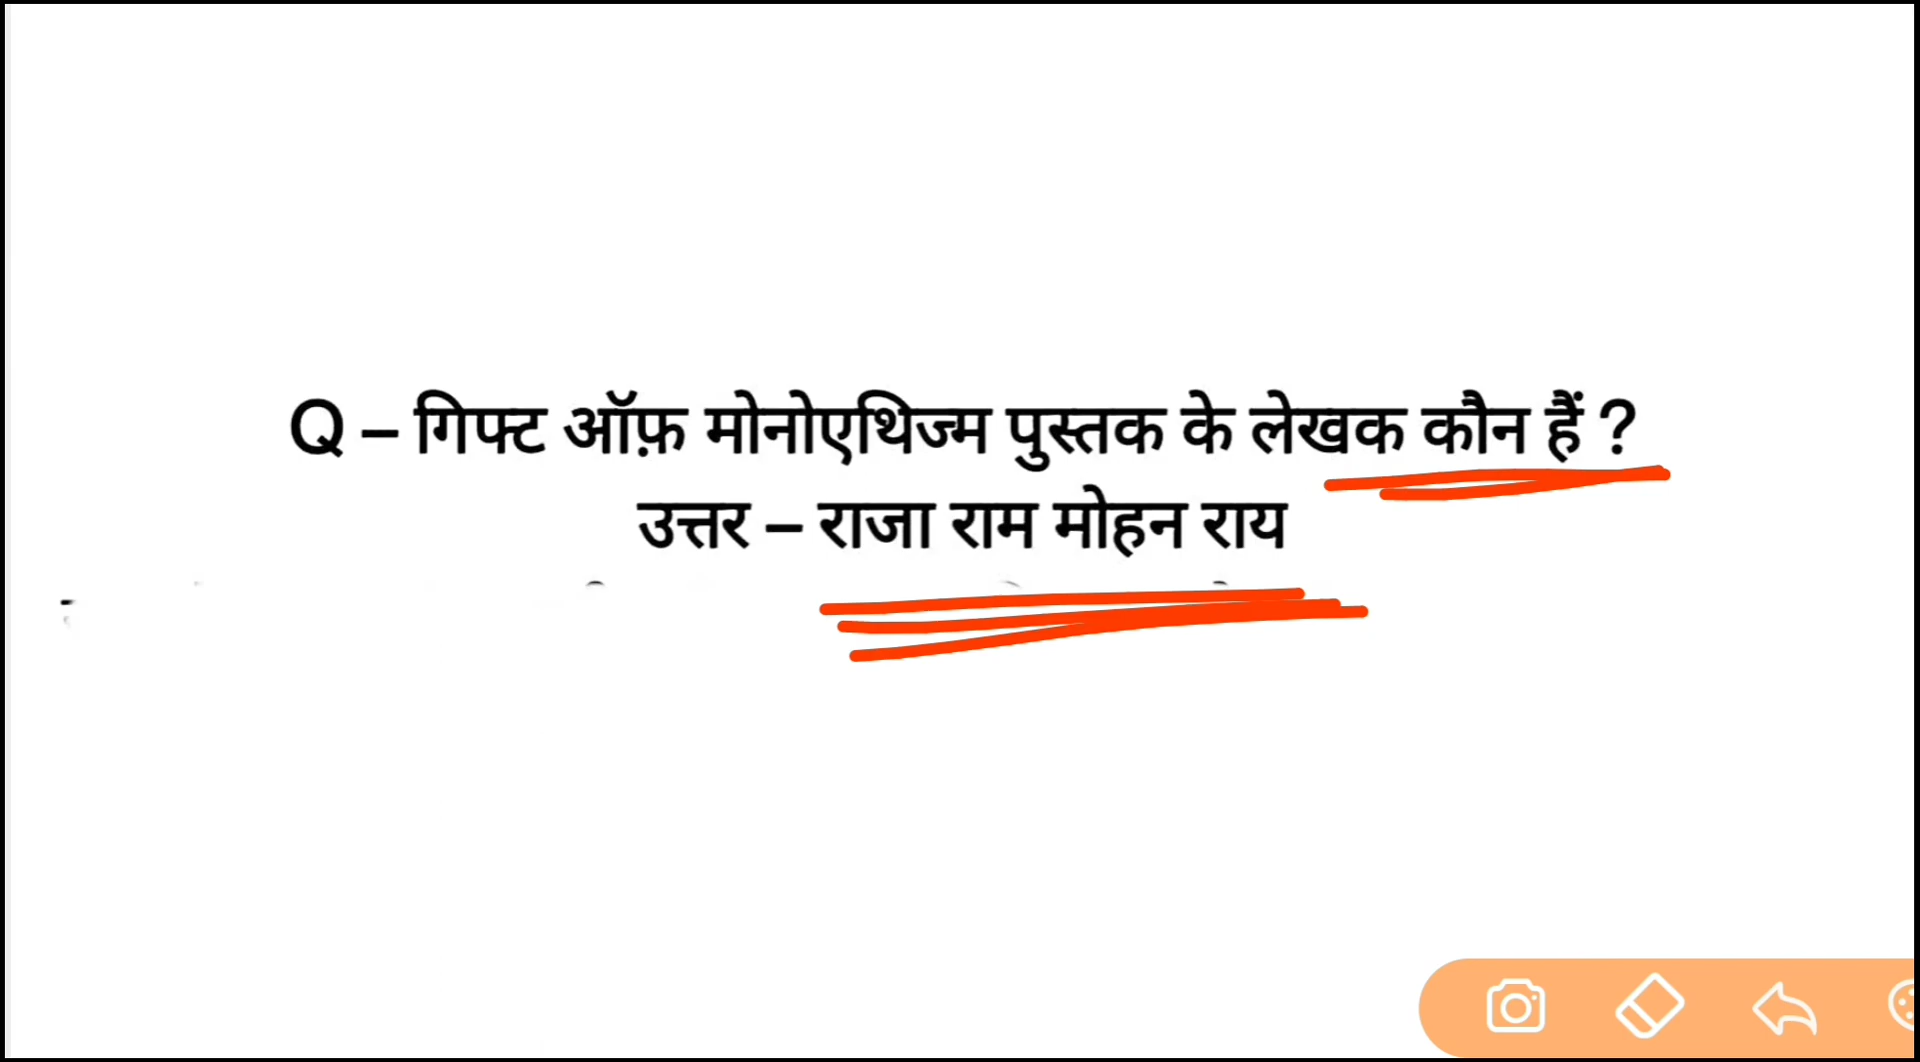 Q – गिफ्ट ऑफ़ मोनोएथिज्म पुस्तक के लेखक कौन हैं ?
उत्तर – राजा राम मोहन राय